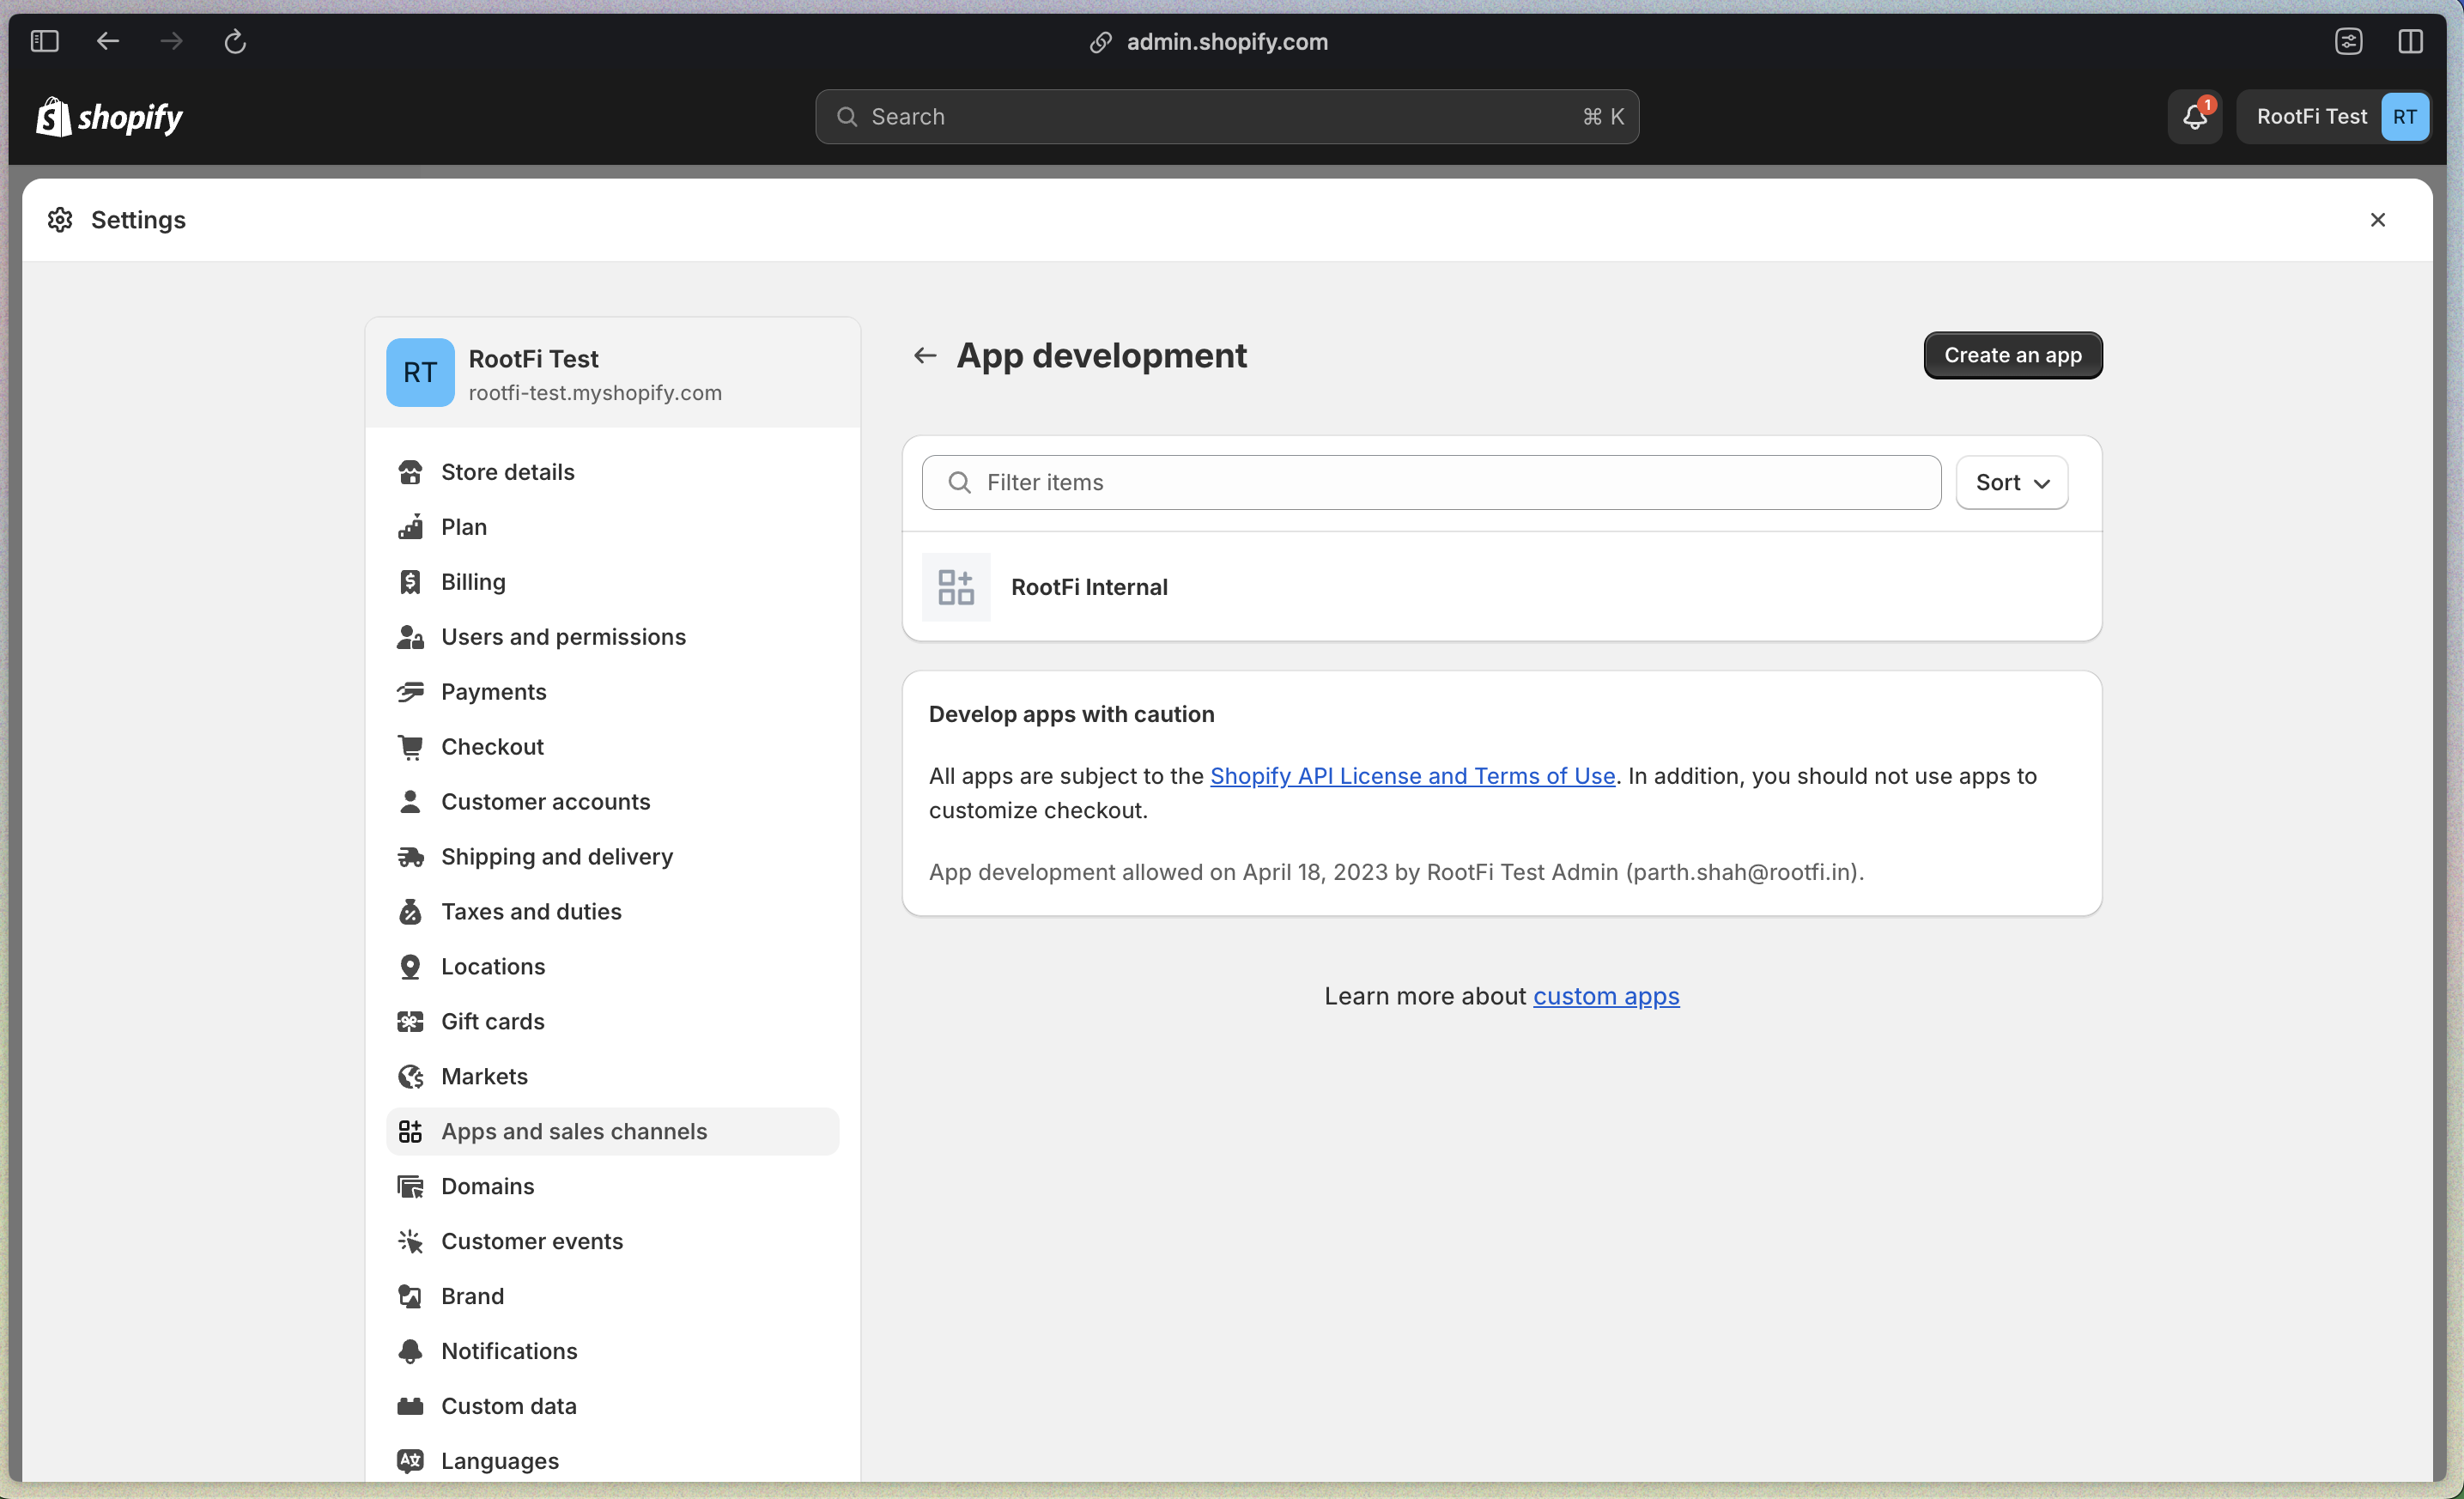 admin.shopify.com
shopify
Search
⌘ K
1
RootFi Test
RT
Settings
RT
RootFi Test
rootfi-test.myshopify.com
Store details
Plan
Billing
Users and permissions
Payments
Checkout
Customer accounts
Shipping and delivery
Taxes and duties
Locations
Gift cards
Markets
Apps and sales channels
Domains
Customer events
Brand
Notifications
Custom data
Languages
App development
Create an app
Filter items
Sort
RootFi Internal
Develop apps with caution
All apps are subject to the Shopify API License and Terms of Use. In addition, you should not use apps to
customize checkout.
App development allowed on April 18, 2023 by RootFi Test Admin (parth.shah@rootfi.in).
Learn more about custom apps